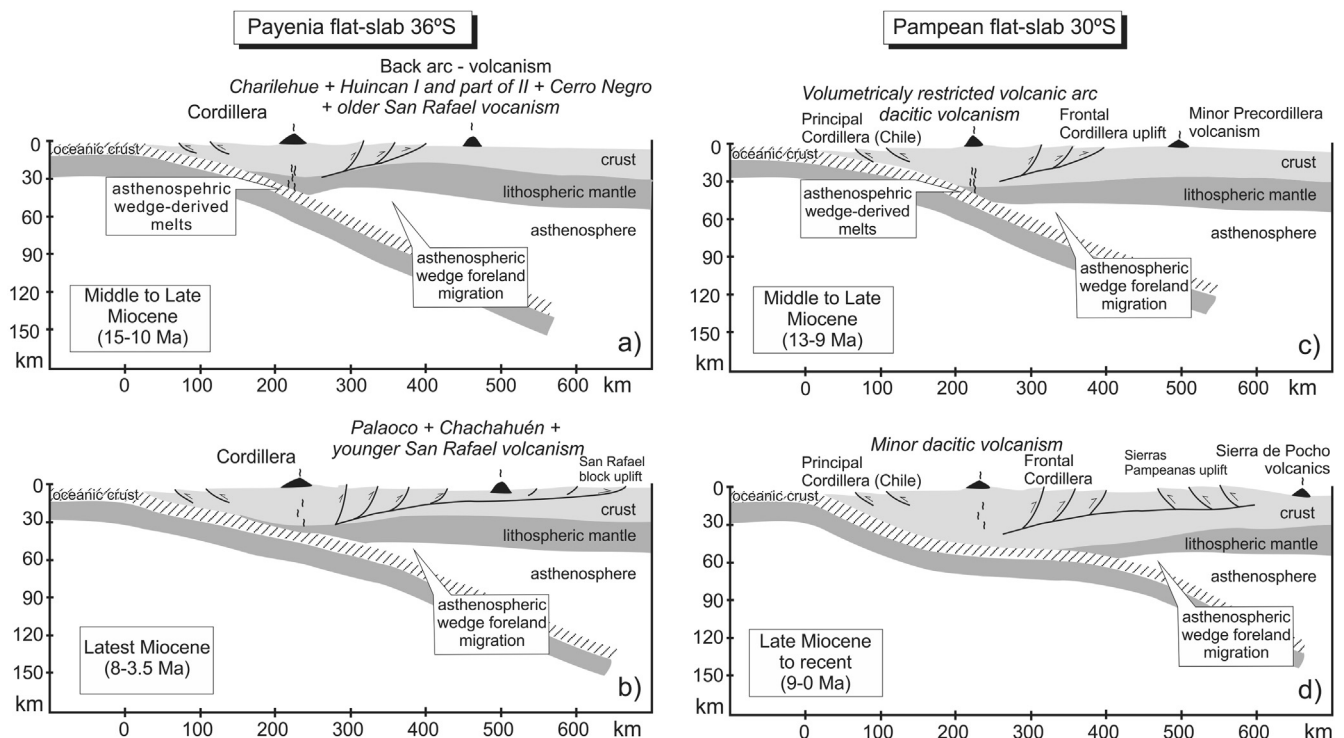 Payenia flat-slab 36ºS
Back arc - volcanism
Charilehue + Huincan I and part of II + Cerro Negro
+ older San Rafael vocanism
Cordillera
0
30
60
90
120
150
km
oceanic crust
crust
lithospheric mantle
asthenosphere
asthenospehric
wedge-derived
melts
asthenospheric
wedge foreland
migration
Middle to Late
Miocene
(15-10 Ma)
a)
0
100
200
300
400
500
600
km
Palaoco + Chachahuén +
younger San Rafael volcanism
Cordillera
San Rafael
block uplift
0
30
60
90
120
150
km
oceanic crust
crust
lithospheric mantle
asthenosphere
asthenospheric
wedge foreland
migration
Latest Miocene
(8-3.5 Ma)
b)
0
100
200
300
400
500
600
km
Pampean flat-slab 30ºS
Volumetricaly restricted volcanic arc
dacitic volcanism
Principal
Cordillera (Chile)
Frontal
Cordillera uplift
Minor Precordillera
volcanism
0
30
60
90
120
150
km
oceanic crust
crust
lithospheric mantle
asthenosphere
asthenospehric
wedge-derived
melts
asthenospheric
wedge foreland
migration
Middle to Late
Miocene
(13-9 Ma)
c)
0
100
200
300
400
500
600
km
Minor dacitic volcanism
Principal
Cordillera (Chile)
Frontal
Cordillera
Sierras
Pampeanas uplift
Sierra de Pocho
volcanics
0
30
60
90
120
150
km
oceanic crust
crust
lithospheric mantle
asthenosphere
asthenospheric
wedge foreland
migration
Late Miocene
to recent
(9-0 Ma)
d)
0
100
200
300
400
500
600
km